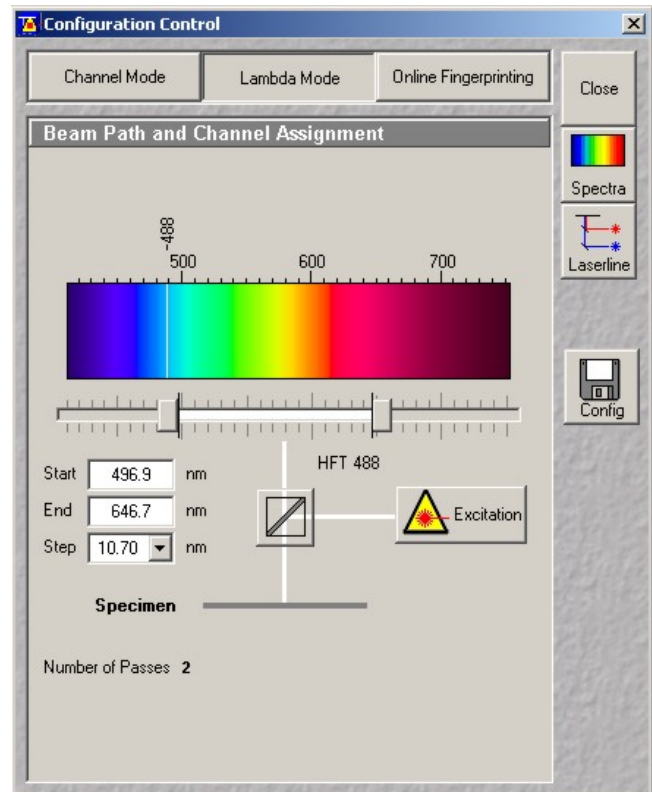 Configuration Control
Channel Mode
Lambda Mode
Online Fingerprinting
Close
Beam Path and Channel Assignment
Spectra
-488
500 600 700
Laserline
Config
HFT 488
Start 496.9 nm
End 646.7 nm
Excitation
Step 10.70 nm
Specimen
Number of Passes 2